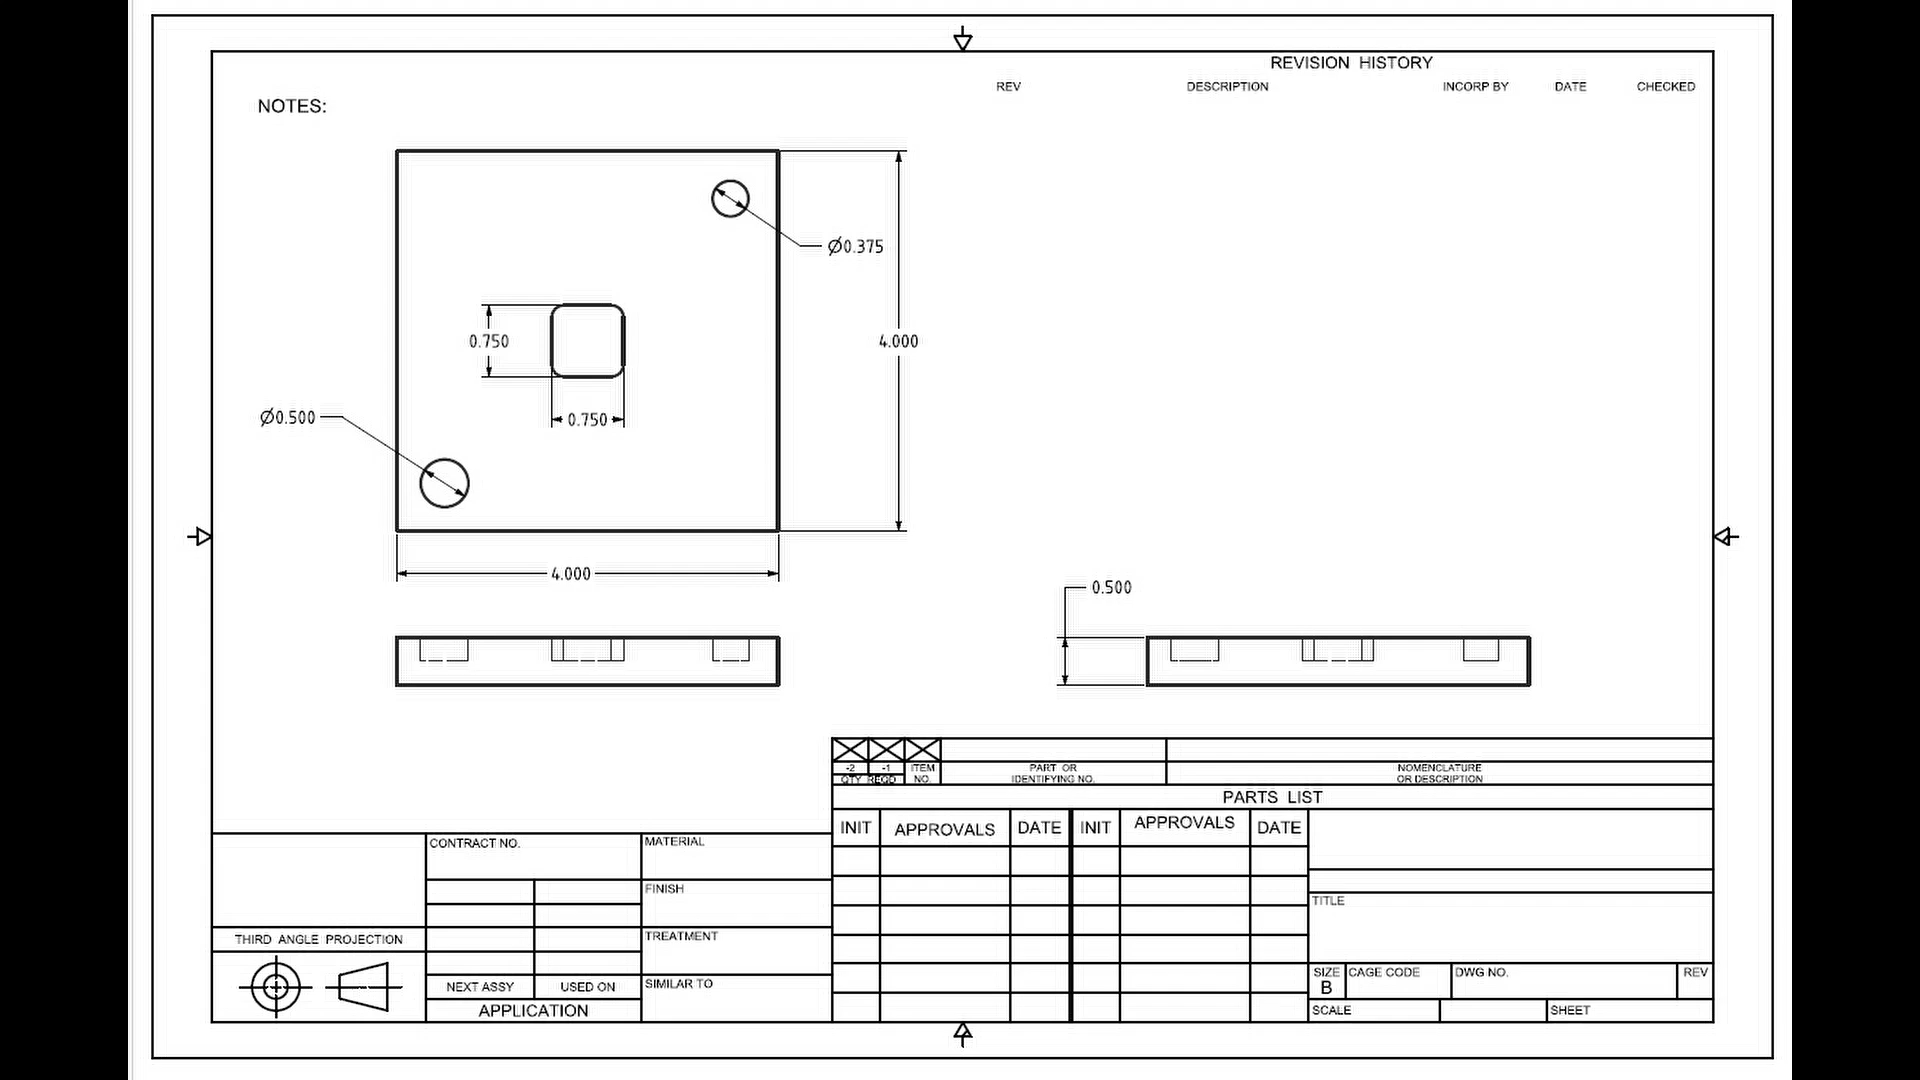 REVISION HISTORY
REV DESCRIPTION INCORP BY DATE CHECKED
NOTES:
Ø0.375
0.750
4.000
Ø0.500
0.750
4.000
0.500
-2 -1 ITEM NO. PART OR IDENTIFYING NO. NOMENCLATURE OR DESCRIPTION
QTY REQD
PARTS LIST
INIT APPROVALS DATE INIT APPROVALS DATE
CONTRACT NO. MATERIAL
FINISH
TITLE
THIRD ANGLE PROJECTION TREATMENT
SIZE B CAGE CODE DWG NO. REV
NEXT ASSY USED ON SIMILAR TO
APPLICATION SCALE SHEET